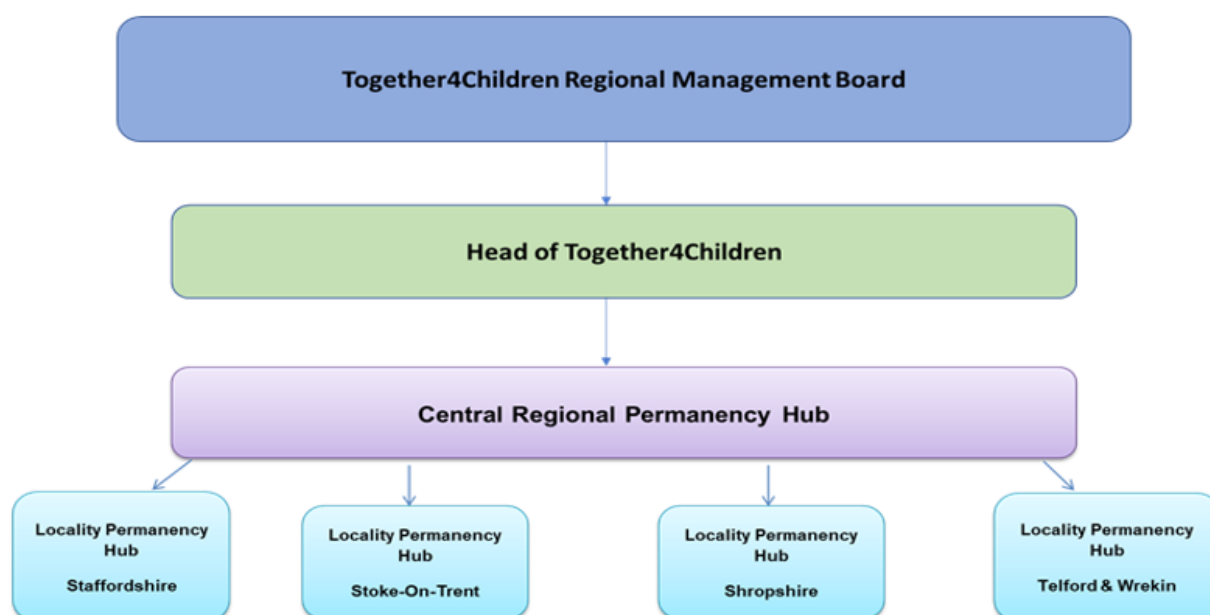 Together4Children Regional Management Board
Head of Together4Children
Central Regional Permanency Hub
Locality Permanency
Hub
Staffordshire
Locality Permanency
Hub
Stoke-On-Trent
Locality Permanency
Hub
Shropshire
Locality Permanency
Hub
Telford & Wrekin